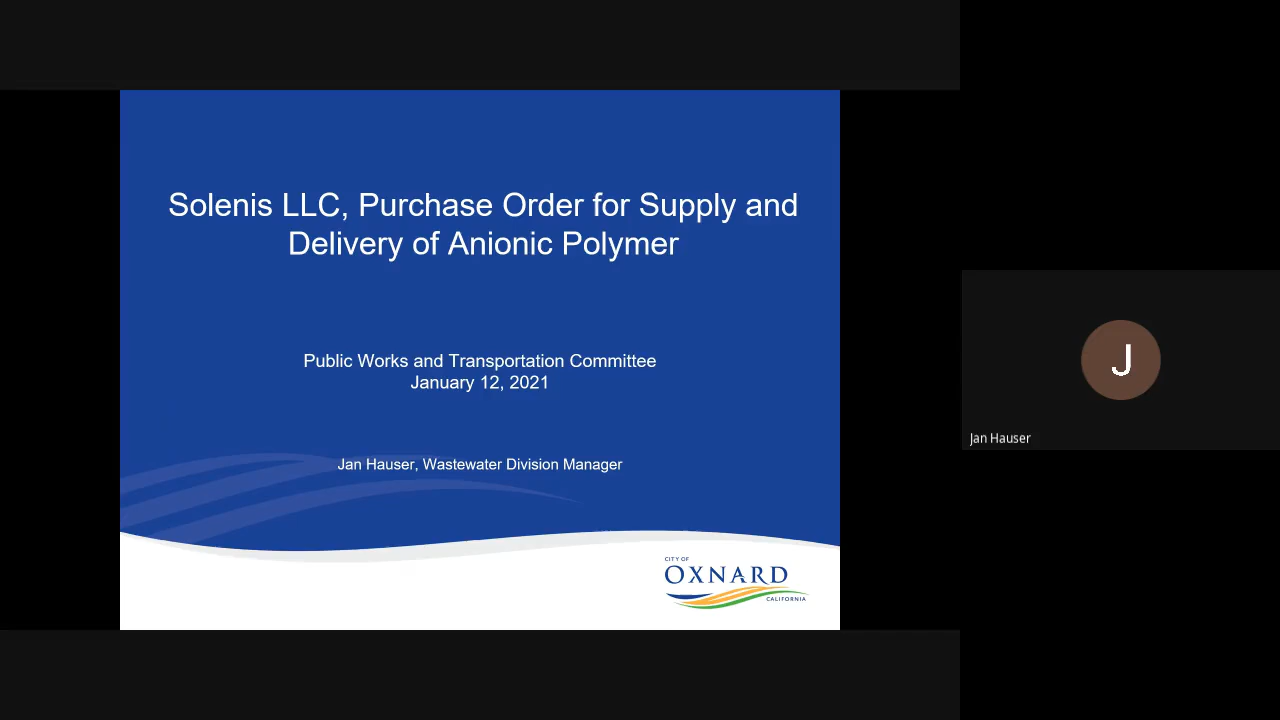 Solenis LLC, Purchase Order for Supply and
Delivery of Anionic Polymer
Public Works and Transportation Committee
January 12, 2021
Jan Hauser, Wastewater Division Manager
CITY OF
OXNARD
CALIFORNIA
J
Jan Hauser